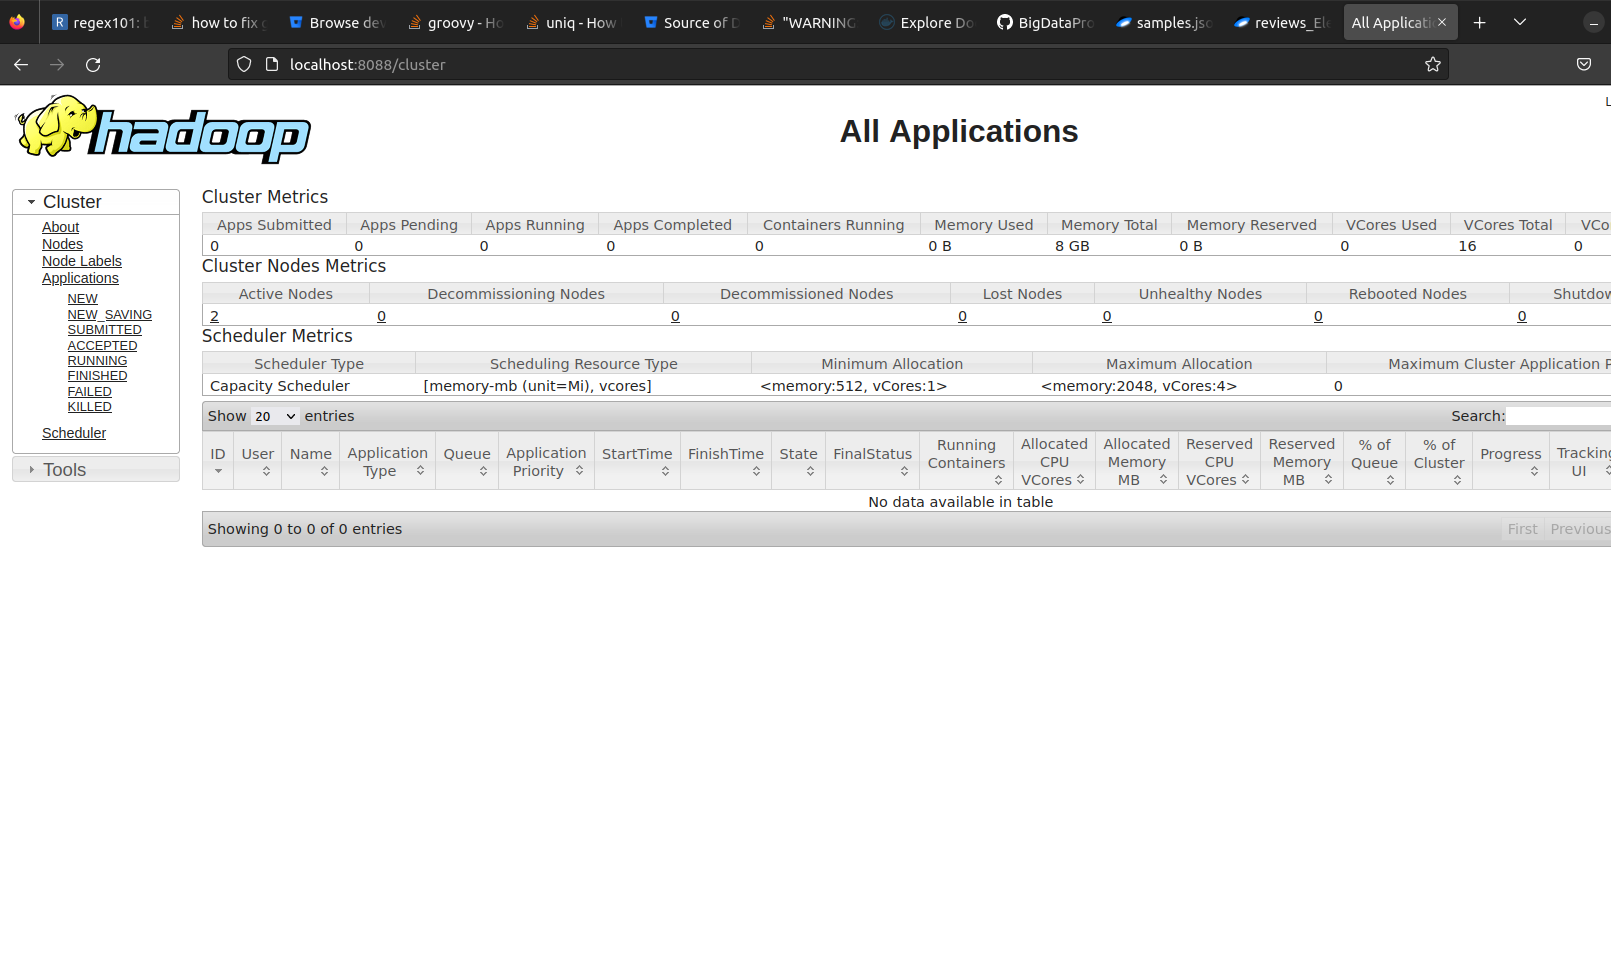 R regex101: b how to fix g Browse dev groovy - Ho uniq - How Source of D "WARNING Explore Do BigDataPro samples.jso reviews_Ele All Applicati
localhost:8088/cluster
hadoop
All Applications
L
Cluster
About
Nodes
Node Labels
Applications
NEW
NEW_SAVING
SUBMITTED
ACCEPTED
RUNNING
FINISHED
FAILED
KILLED
Scheduler
Tools
Cluster Metrics
Apps Submitted Apps Pending Apps Running Apps Completed Containers Running Memory Used Memory Total Memory Reserved VCores Used VCores Total VCo
0 0 0 0 0 0 B 8 GB 0 B 0 16 0
Cluster Nodes Metrics
Active Nodes Decommissioning Nodes Decommissioned Nodes Lost Nodes Unhealthy Nodes Rebooted Nodes Shutdow
2 0 0 0 0 0 0
Scheduler Metrics
Scheduler Type Scheduling Resource Type Minimum Allocation Maximum Allocation Maximum Cluster Application P
Capacity Scheduler [memory-mb (unit=Mi), vcores] <memory:512, vCores:1> <memory:2048, vCores:4> 0
Show 20 entries Search:
ID User Name Application Type Queue Application Priority StartTime FinishTime State FinalStatus Running Containers Allocated CPU VCores Allocated Memory MB Reserved CPU VCores Reserved Memory MB % of Queue % of Cluster Progress Tracking UI
No data available in table
Showing 0 to 0 of 0 entries First Previous